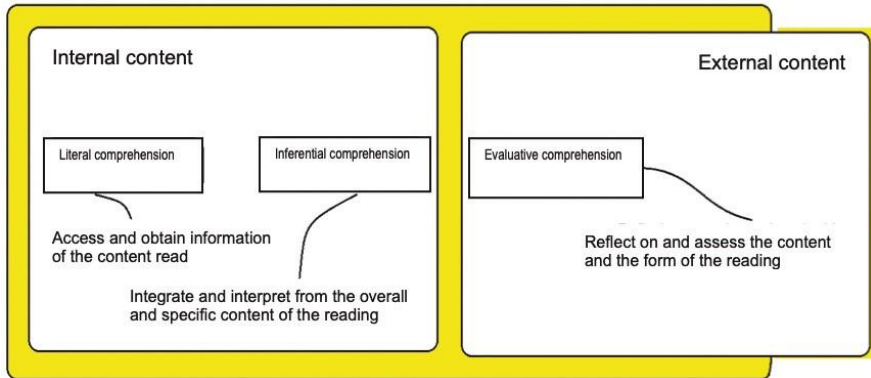 Internal content
External content
Literal comprehension
Inferential comprehension
Evaluative comprehension
Access and obtain information
of the content read
Integrate and interpret from the overall
and specific content of the reading
Reflect on and assess the content
and the form of the reading